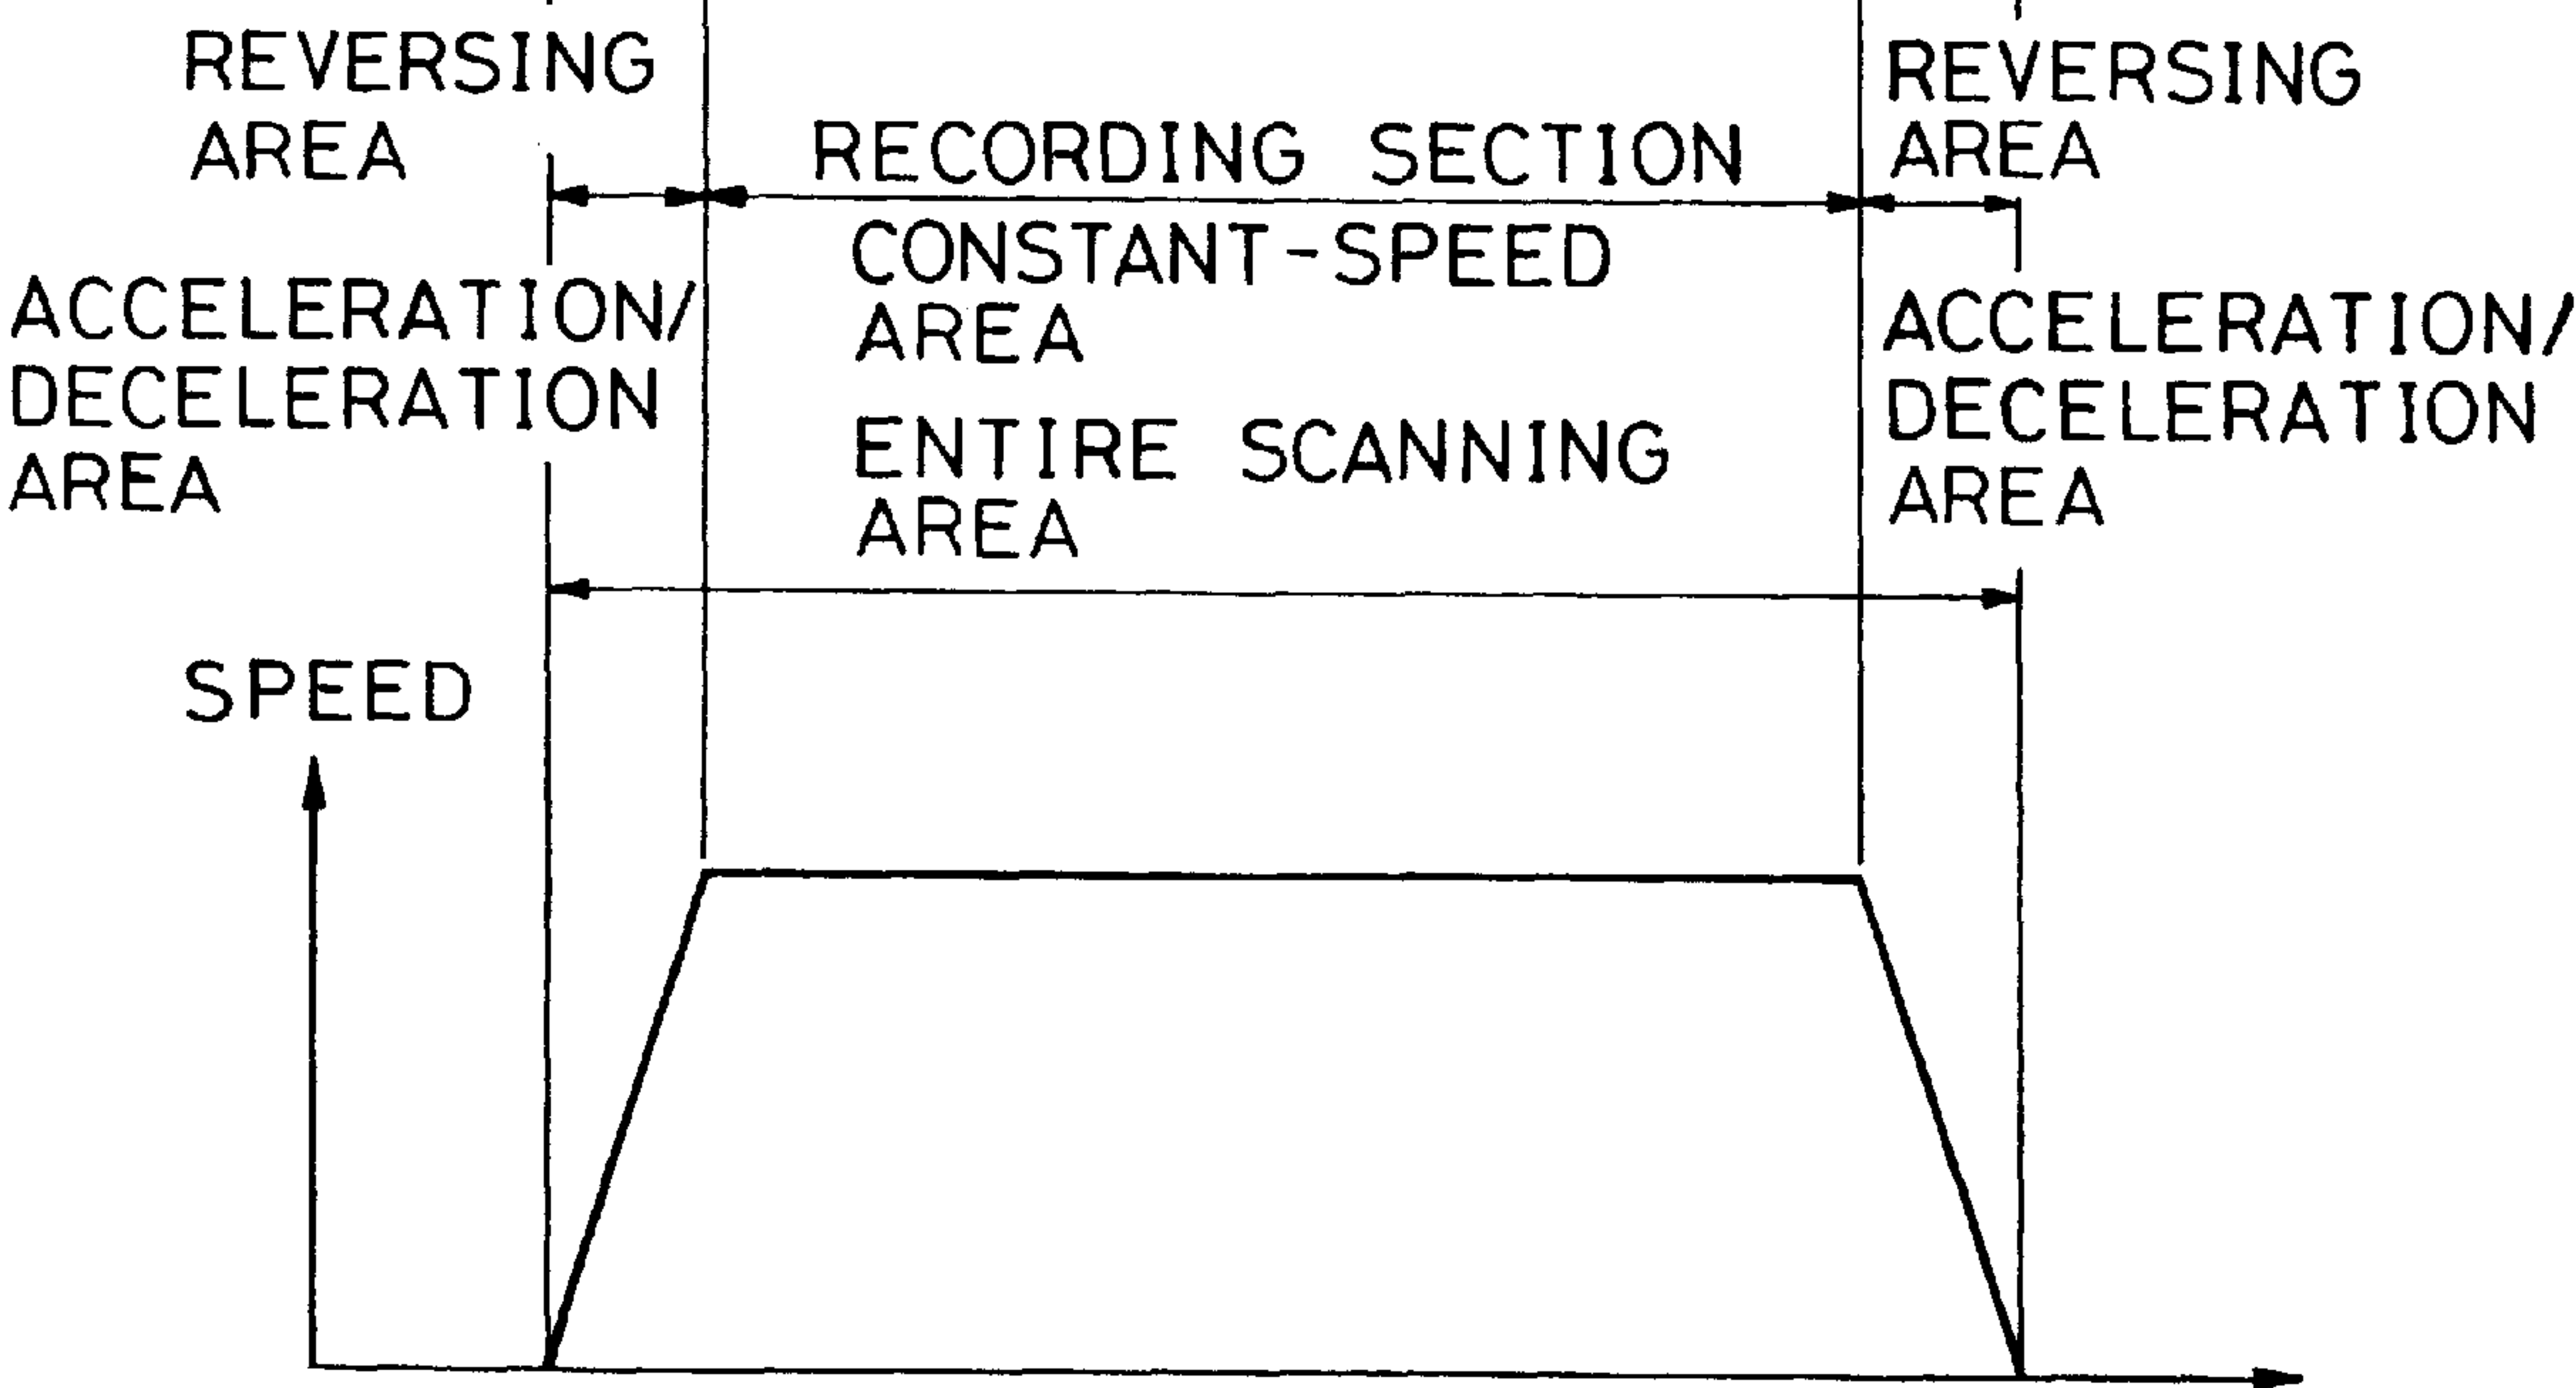 REVERSING
AREA
REVERSING
AREA
RECORDING SECTION
CONSTANT-SPEED
AREA
ACCELERATION/
DECELERATION
AREA
ACCELERATION/
DECELERATION
AREA
ENTIRE SCANNING
AREA
SPEED